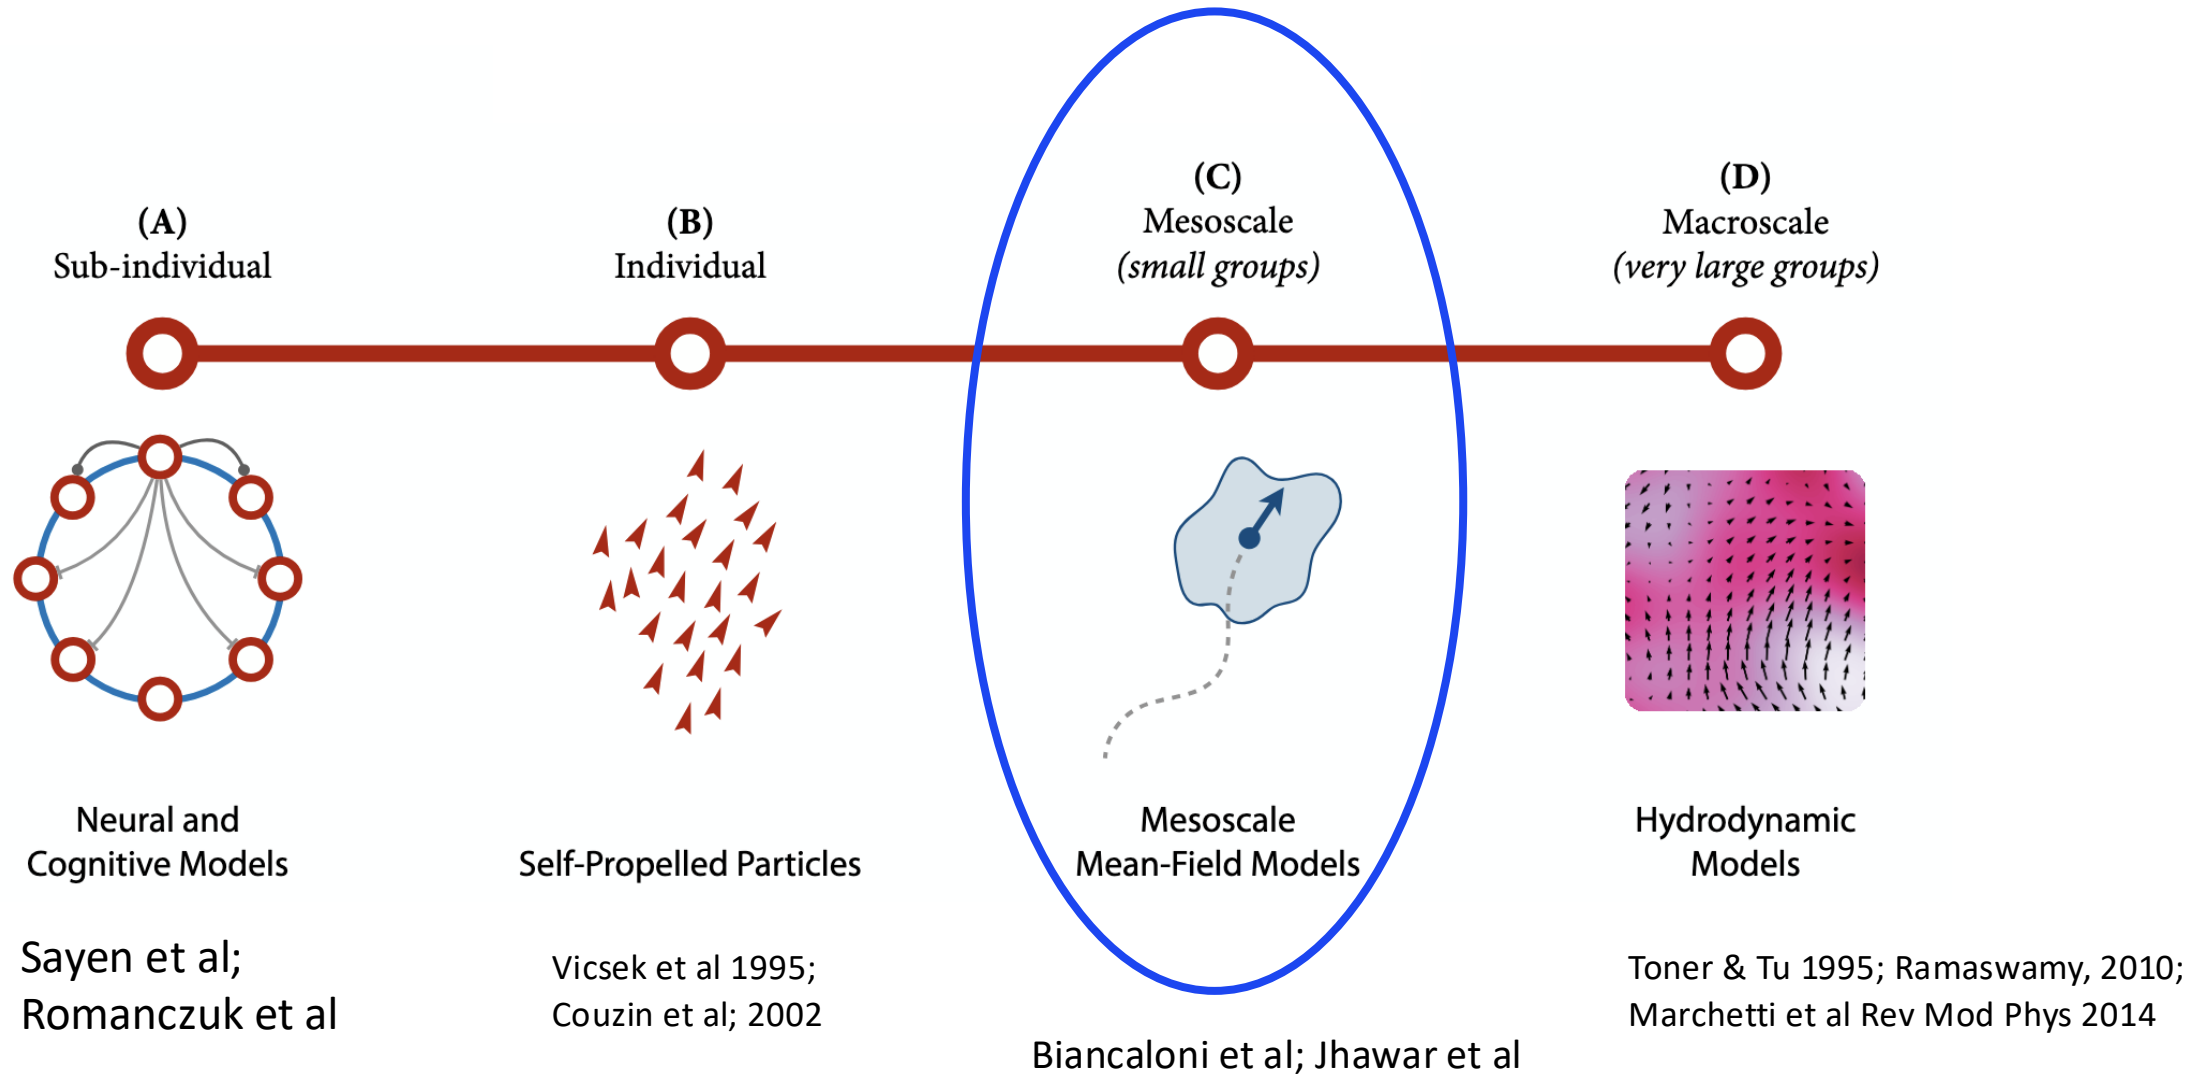 (A)
Sub-individual
(B)
Individual
(C)
Mesoscale
(small groups)
(D)
Macroscale
(very large groups)
Neural and
Cognitive Models
Self-Propelled Particles
Mesoscale
Mean-Field Models
Hydrodynamic
Models
Sayen et al;
Romanczuk et al
Vicsek et al 1995;
Couzin et al; 2002
Biancaloni et al; Jhawar et al
Toner & Tu 1995; Ramaswamy, 2010;
Marchetti et al Rev Mod Phys 2014